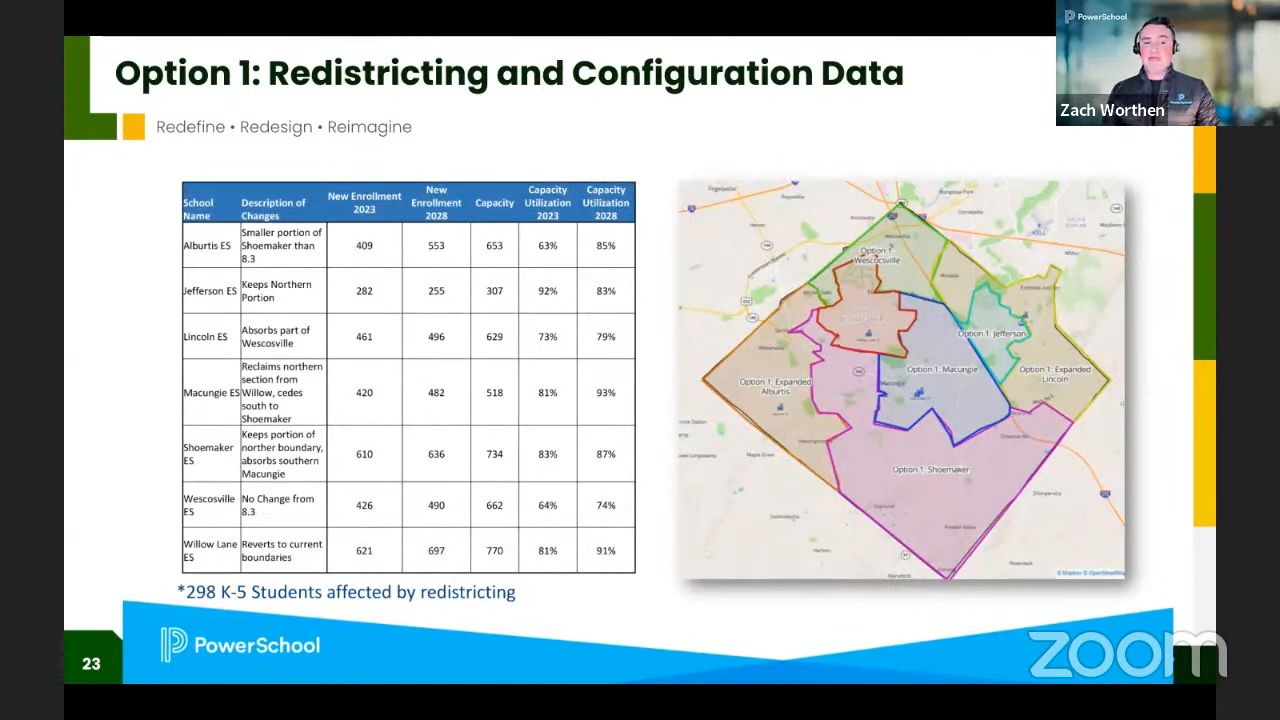 PowerSchool
Zach Worthen
Option 1: Redistricting and Configuration Data
Redefine • Redesign • Reimagine
School Name
Description of Changes
New Enrollment 2023
New Enrollment 2028
Capacity
Capacity Utilization 2023
Capacity Utilization 2028
Alburtis ES
Smaller portion of
Shoemaker than
8.3
409
553
653
63%
85%
Jefferson ES
Keeps Northern
Portion
282
255
307
92%
83%
Lincoln ES
Absorbs part of
Wescosville
461
496
629
73%
79%
Macungie ES
Reclaims northern
section from
Willow, cedes
south to
Shoemaker
420
482
518
81%
93%
Shoemaker
ES
Keeps portion of
norther boundary,
absorbs southern
Macungie
610
636
734
83%
87%
Wescosville
ES
No Change from
8.3
426
490
662
64%
74%
Willow Lane
ES
Reverts to current
boundaries
621
697
770
81%
91%
*298 K-5 Students affected by redistricting
Option 1:
Wescocsville
Option 1: Jefferson
Option 1: Macungie
Option 1: Expanded
Lincoln
Option 1: Expanded
Alburtis
Macungie
Option 1: Shoemaker
© Mapbox © OpenStreetMap
23
PowerSchool
zoom